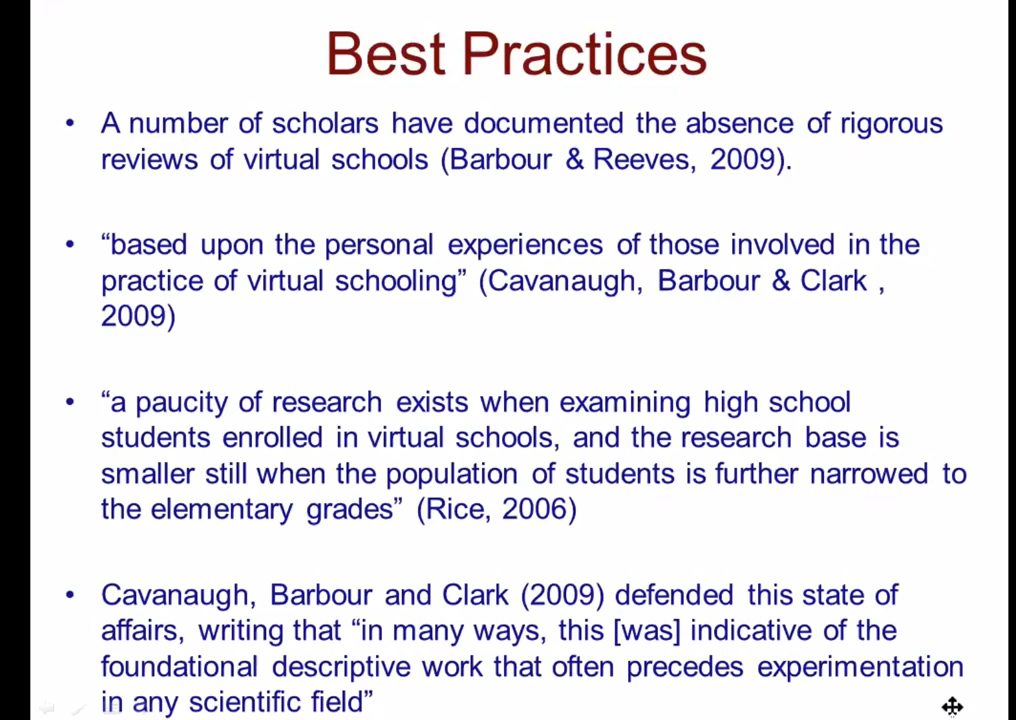 Best Practices
• A number of scholars have documented the absence of rigorous
reviews of virtual schools (Barbour & Reeves, 2009).
• “based upon the personal experiences of those involved in the
practice of virtual schooling” (Cavanaugh, Barbour & Clark ,
2009)
• “a paucity of research exists when examining high school
students enrolled in virtual schools, and the research base is
smaller still when the population of students is further narrowed to
the elementary grades” (Rice, 2006)
• Cavanaugh, Barbour and Clark (2009) defended this state of
affairs, writing that “in many ways, this [was] indicative of the
foundational descriptive work that often precedes experimentation
in any scientific field”